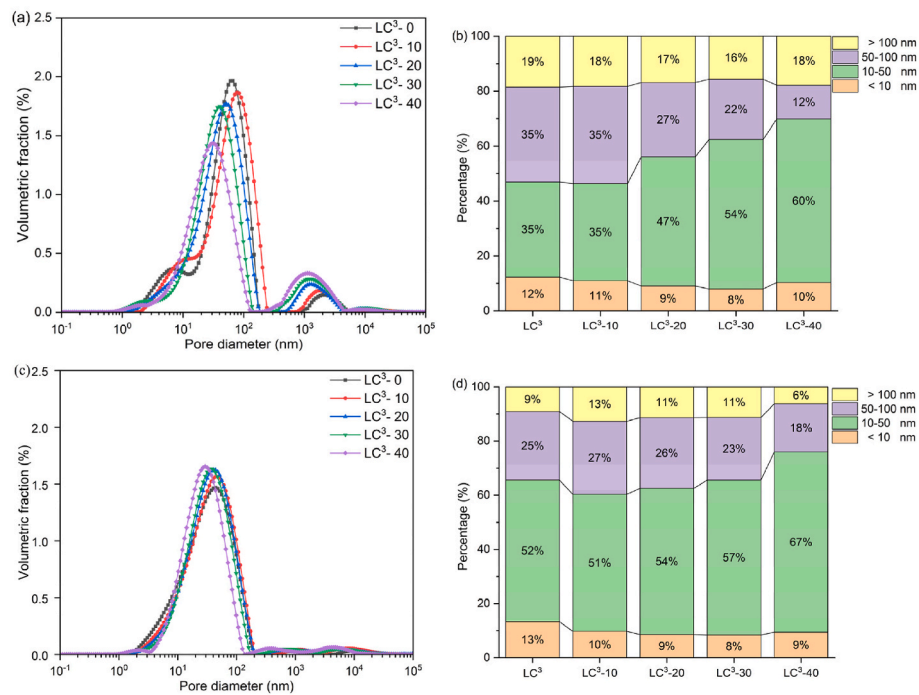 (a)
2.5
2.0
1.5
1.0
0.5
0.0
Volumetric fraction (%)
LC³- 0
LC³- 10
LC³- 20
LC³- 30
LC³- 40
10⁻¹ 10⁰ 10¹ 10² 10³ 10⁴ 10⁵
Pore diameter (nm)
(b)
100
80
60
40
20
0
Percentage (%)
19% 18% 17% 16% 18%
35% 35% 27% 22% 12%
35% 35% 47% 54% 60%
12% 11% 9% 8% 10%
LC³ LC³-10 LC³-20 LC³-30 LC³-40
> 100 nm
50-100 nm
10-50 nm
< 10 nm
(c)
2.5
2.0
1.5
1.0
0.5
0.0
Volumetric fraction (%)
LC³- 0
LC³- 10
LC³- 20
LC³- 30
LC³- 40
10⁻¹ 10⁰ 10¹ 10² 10³ 10⁴ 10⁵
Pore diameter (nm)
(d)
100
80
60
40
20
0
Percentage (%)
9% 13% 11% 11% 6%
25% 27% 26% 23% 18%
52% 51% 54% 57% 67%
13% 10% 9% 8% 9%
LC³ LC³-10 LC³-20 LC³-30 LC³-40
> 100 nm
50-100 nm
10-50 nm
< 10 nm